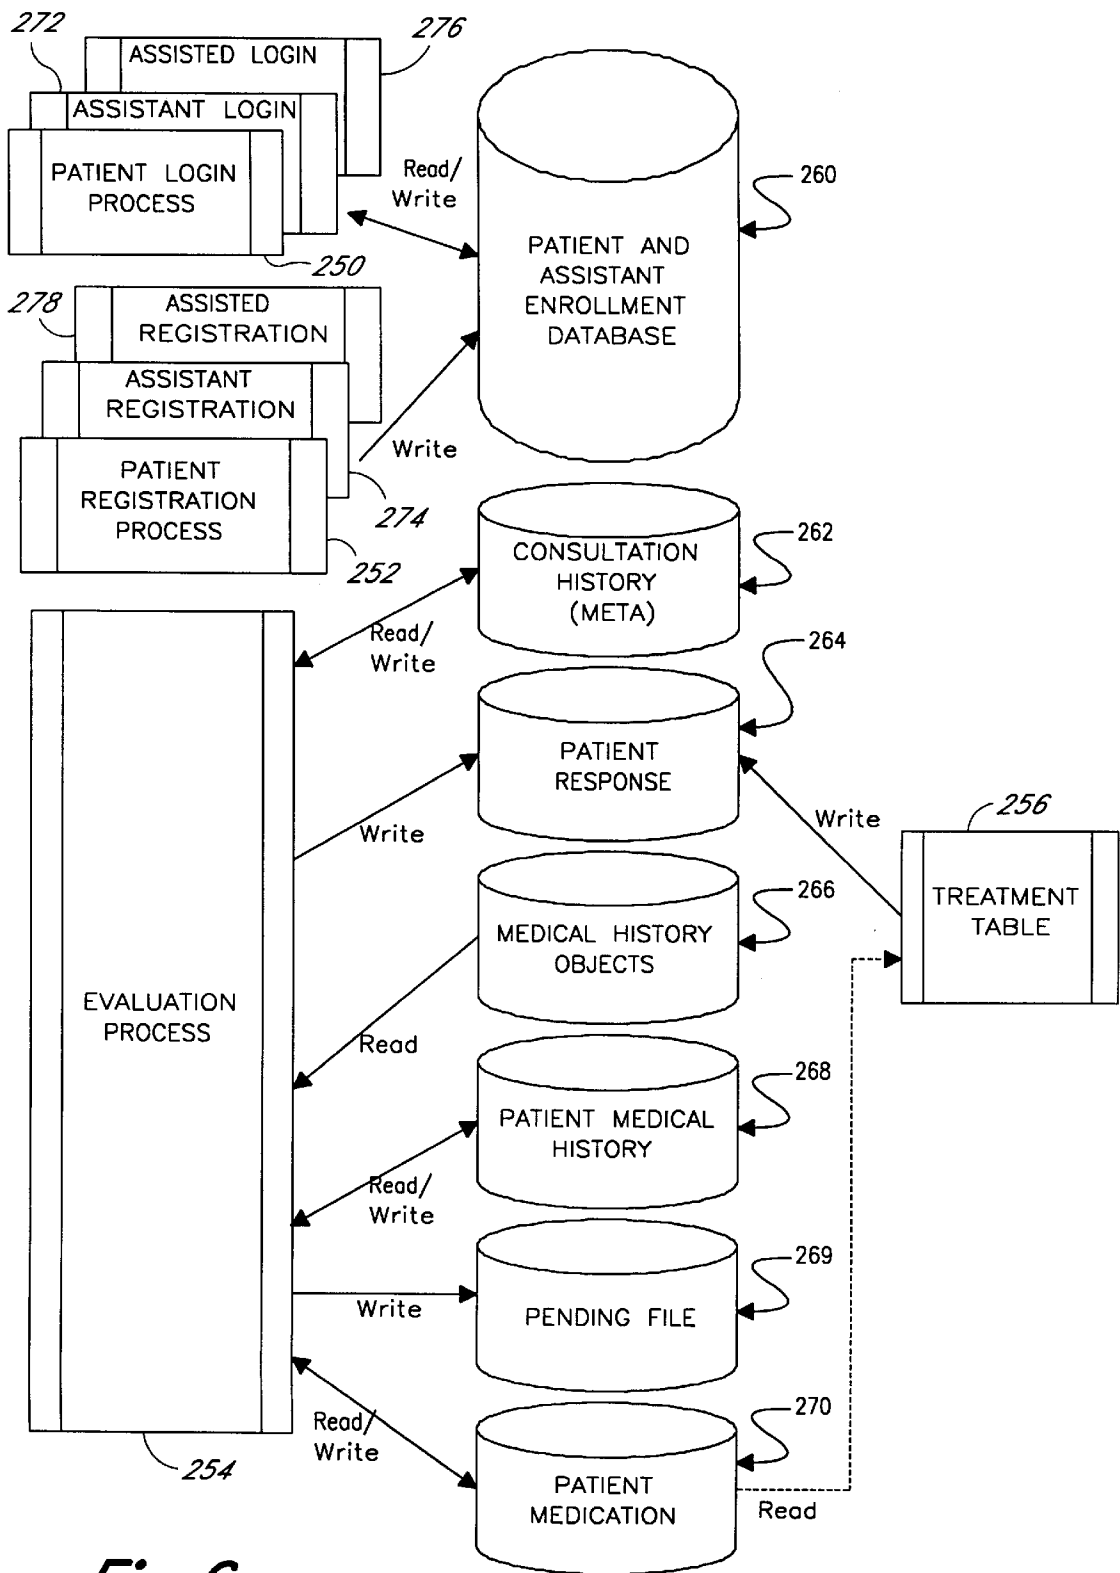 272
276
ASSISTED LOGIN
ASSISTANT LOGIN
PATIENT LOGIN
PROCESS
250
Read/
Write
260
PATIENT AND
ASSISTANT
ENROLLMENT
DATABASE
278
ASSISTED
REGISTRATION
ASSISTANT
REGISTRATION
PATIENT
REGISTRATION
PROCESS
Write
274
252
262
CONSULTATION
HISTORY
(META)
Read/
Write
264
PATIENT
RESPONSE
Write
Write
256
TREATMENT
TABLE
266
MEDICAL HISTORY
OBJECTS
EVALUATION
PROCESS
Read
268
PATIENT MEDICAL
HISTORY
Read/
Write
269
PENDING FILE
Write
270
Read/
Write
PATIENT
MEDICATION
Read
254
Fig. 6